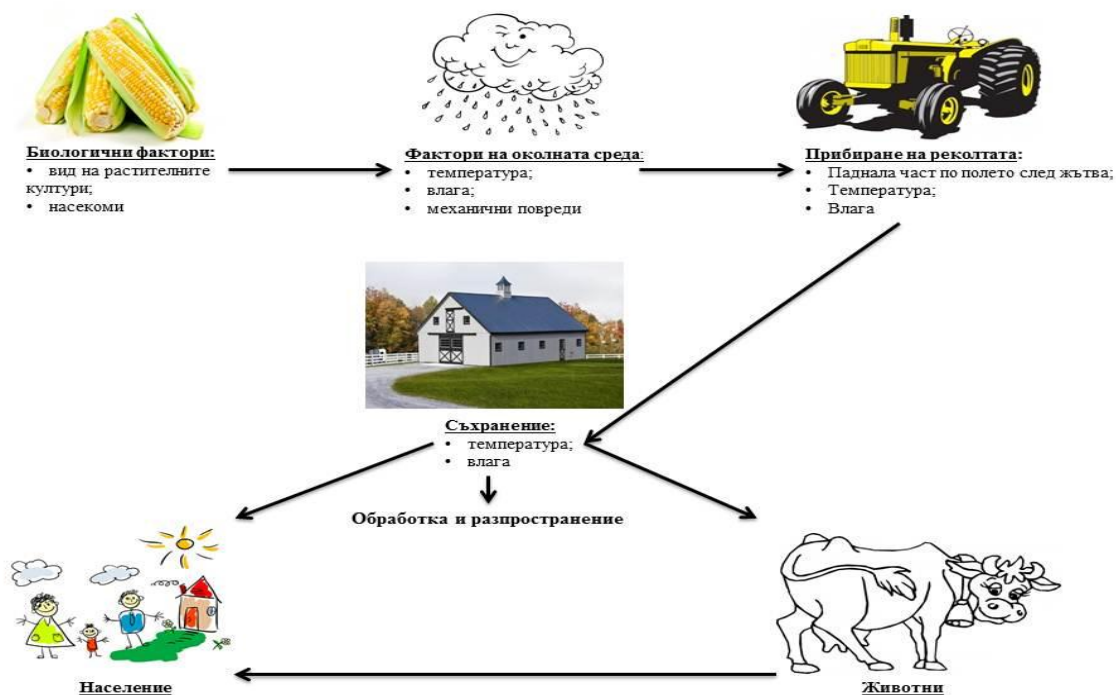 Биологични фактори:
• вид на растителните
култури;
• насекоми
Фактори на околната среда:
• температура;
• влага;
• механични повреди
Прибиране на реколтата:
• Паднала част по полето след жътва;
• Температура;
• Влага
Съхранение:
• температура;
• влага
Обработка и разпространение
Население
Животни